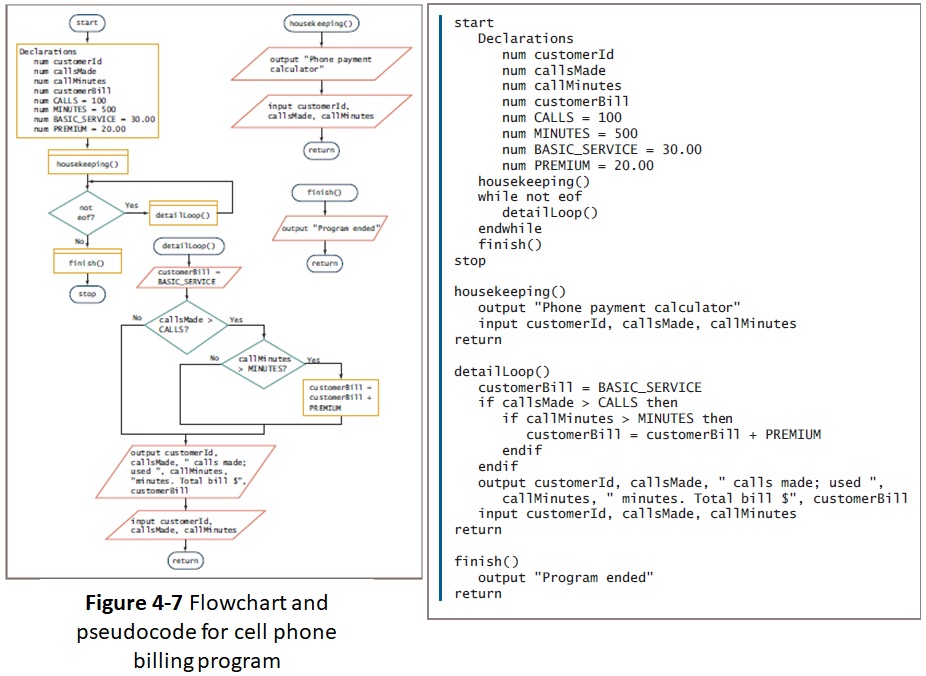 start
Declarations
num customerId
num callsMade
num callMinutes
num customerBill
num CALLS = 100
num MINUTES = 500
num BASIC_SERVICE = 30.00
num PREMIUM = 20.00
housekeeping()
not
eof?
Yes
detailLoop()
No
finish()
stop
housekeeping()
output "Phone payment
calculator"
input customerId,
callsMade, callMinutes
return
finish()
output "Program ended"
return
detailLoop()
customerBill =
BASIC_SERVICE
callsMade >
CALLS?
No
Yes
callMinutes
> MINUTES?
No
Yes
customerBill =
customerBill +
PREMIUM
output customerId,
callsMade, " calls made;
used ", callMinutes,
"minutes. Total bill $",
customerBill
input customerId,
callsMade, callMinutes
return
Figure 4-7 Flowchart and
pseudocode for cell phone
billing program
start
Declarations
num customerId
num callsMade
num callMinutes
num customerBill
num CALLS = 100
num MINUTES = 500
num BASIC_SERVICE = 30.00
num PREMIUM = 20.00
housekeeping()
while not eof
detailLoop()
endwhile
finish()
stop
housekeeping()
output "Phone payment calculator"
input customerId, callsMade, callMinutes
return
detailLoop()
customerBill = BASIC_SERVICE
if callsMade > CALLS then
if callMinutes > MINUTES then
customerBill = customerBill + PREMIUM
endif
endif
output customerId, callsMade, " calls made; used ",
callMinutes, " minutes. Total bill $", customerBill
input customerId, callsMade, callMinutes
return
finish()
output "Program ended"
return